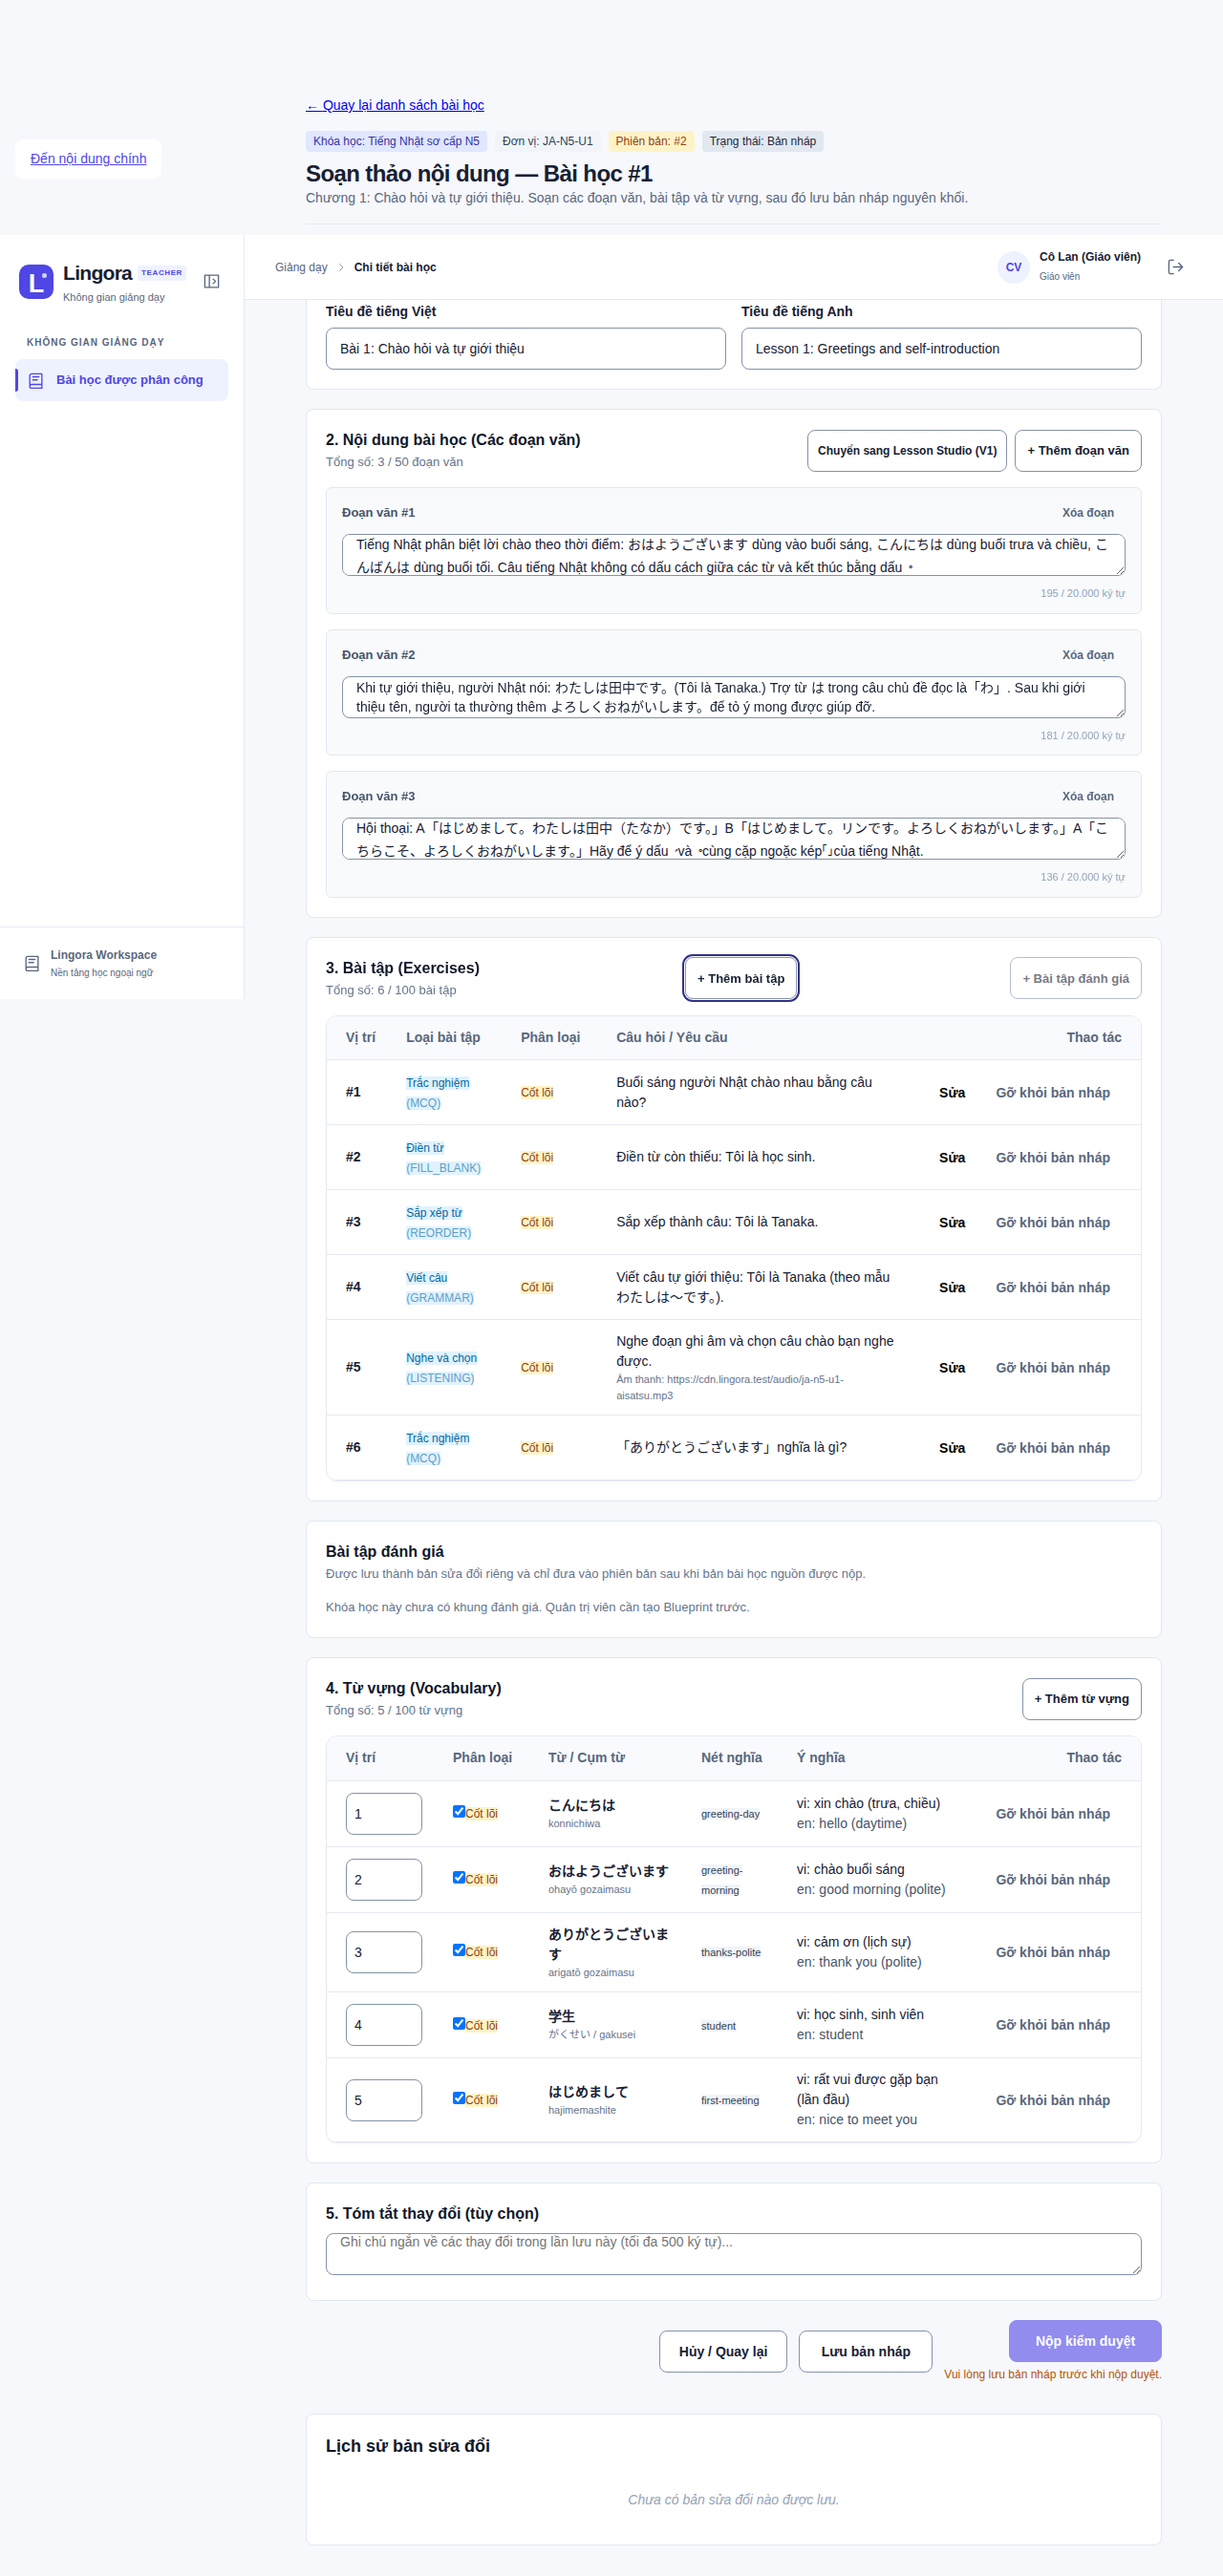 ← Quay lại danh sách bài học
Khóa học: Tiếng Nhật sơ cấp N5 Đơn vị: JA-N5-U1 Phiên bản: #2 Trạng thái: Bản nháp
Đến nội dung chính
Soạn thảo nội dung — Bài học #1
Chương 1: Chào hỏi và tự giới thiệu. Soạn các đoạn văn, bài tập và từ vựng, sau đó lưu bản nháp nguyên khối.
Lingora TEACHER
Không gian giảng dạy
Giảng dạy Chi tiết bài học
CV Cô Lan (Giáo viên)
Giáo viên
KHÔNG GIAN GIẢNG DẠY
Bài học được phân công
Tiêu đề tiếng Việt Tiêu đề tiếng Anh
Bài 1: Chào hỏi và tự giới thiệu Lesson 1: Greetings and self-introduction
2. Nội dung bài học (Các đoạn văn)
Tổng số: 3 / 50 đoạn văn
Chuyển sang Lesson Studio (V1) + Thêm đoạn văn
Đoạn văn #1 Xóa đoạn
Tiếng Nhật phân biệt lời chào theo thời điểm: おはようございます dùng vào buổi sáng, こんにちは dùng buổi trưa và chiều, こ
んばんは dùng buổi tối. Câu tiếng Nhật không có dấu cách giữa các từ và kết thúc bằng dấu 。
195 / 20.000 ký tự
Đoạn văn #2 Xóa đoạn
Khi tự giới thiệu, người Nhật nói: わたしは田中です。(Tôi là Tanaka.) Trợ từ は trong câu chủ đề đọc là「わ」. Sau khi giới
thiệu tên, người ta thường thêm よろしくおねがいします。để tỏ ý mong được giúp đỡ.
181 / 20.000 ký tự
Đoạn văn #3 Xóa đoạn
Hội thoại: A「はじめまして。わたしは田中（たなか）です。」B「はじめまして。リンです。よろしくおねがいします。」A「こ
ちらこそ、よろしくおねがいします。」Hãy để ý dấu 、và 。cùng cặp ngoặc kép「」của tiếng Nhật.
136 / 20.000 ký tự
Lingora Workspace
Nền tảng học ngoại ngữ
3. Bài tập (Exercises)
Tổng số: 6 / 100 bài tập
+ Thêm bài tập + Bài tập đánh giá
Vị trí Loại bài tập Phân loại Câu hỏi / Yêu cầu Thao tác
#1 Trắc nghiệm (MCQ) Cốt lõi Buổi sáng người Nhật chào nhau bằng câu nào? Sửa Gỡ khỏi bản nháp
#2 Điền từ (FILL_BLANK) Cốt lõi Điền từ còn thiếu: Tôi là học sinh. Sửa Gỡ khỏi bản nháp
#3 Sắp xếp từ (REORDER) Cốt lõi Sắp xếp thành câu: Tôi là Tanaka. Sửa Gỡ khỏi bản nháp
#4 Viết câu (GRAMMAR) Cốt lõi Viết câu tự giới thiệu: Tôi là Tanaka (theo mẫu わたしは〜です。). Sửa Gỡ khỏi bản nháp
#5 Nghe và chọn (LISTENING) Cốt lõi Nghe đoạn ghi âm và chọn câu chào bạn nghe được. Sửa Gỡ khỏi bản nháp
Âm thanh: https://cdn.lingora.test/audio/ja-n5-u1-
aisatsu.mp3
#6 Trắc nghiệm (MCQ) Cốt lõi 「ありがとうございます」nghĩa là gì? Sửa Gỡ khỏi bản nháp
Bài tập đánh giá
Được lưu thành bản sửa đổi riêng và chỉ đưa vào phiên bản sau khi bản bài học nguồn được nộp.
Khóa học này chưa có khung đánh giá. Quản trị viên cần tạo Blueprint trước.
4. Từ vựng (Vocabulary)
Tổng số: 5 / 100 từ vựng
+ Thêm từ vựng
Vị trí Phân loại Từ / Cụm từ Nét nghĩa Ý nghĩa Thao tác
1 Cốt lõi こんにちは konnichiwa greeting-day vi: xin chào (trưa, chiều) Gỡ khỏi bản nháp
en: hello (daytime)
2 Cốt lõi おはようございます ohayō gozaimasu greeting-morning vi: chào buổi sáng Gỡ khỏi bản nháp
en: good morning (polite)
3 Cốt lõi ありがとうございます arigatō gozaimasu thanks-polite vi: cảm ơn (lịch sự) Gỡ khỏi bản nháp
en: thank you (polite)
4 Cốt lõi 学生 がくせい / gakusei student vi: học sinh, sinh viên Gỡ khỏi bản nháp
en: student
5 Cốt lõi はじめまして hajimemashite first-meeting vi: rất vui được gặp bạn (lần đầu) Gỡ khỏi bản nháp
en: nice to meet you
5. Tóm tắt thay đổi (tùy chọn)
Ghi chú ngắn về các thay đổi trong lần lưu này (tối đa 500 ký tự)...
Hủy / Quay lại Lưu bản nháp Nộp kiểm duyệt
Vui lòng lưu bản nháp trước khi nộp duyệt.
Lịch sử bản sửa đổi
Chưa có bản sửa đổi nào được lưu.